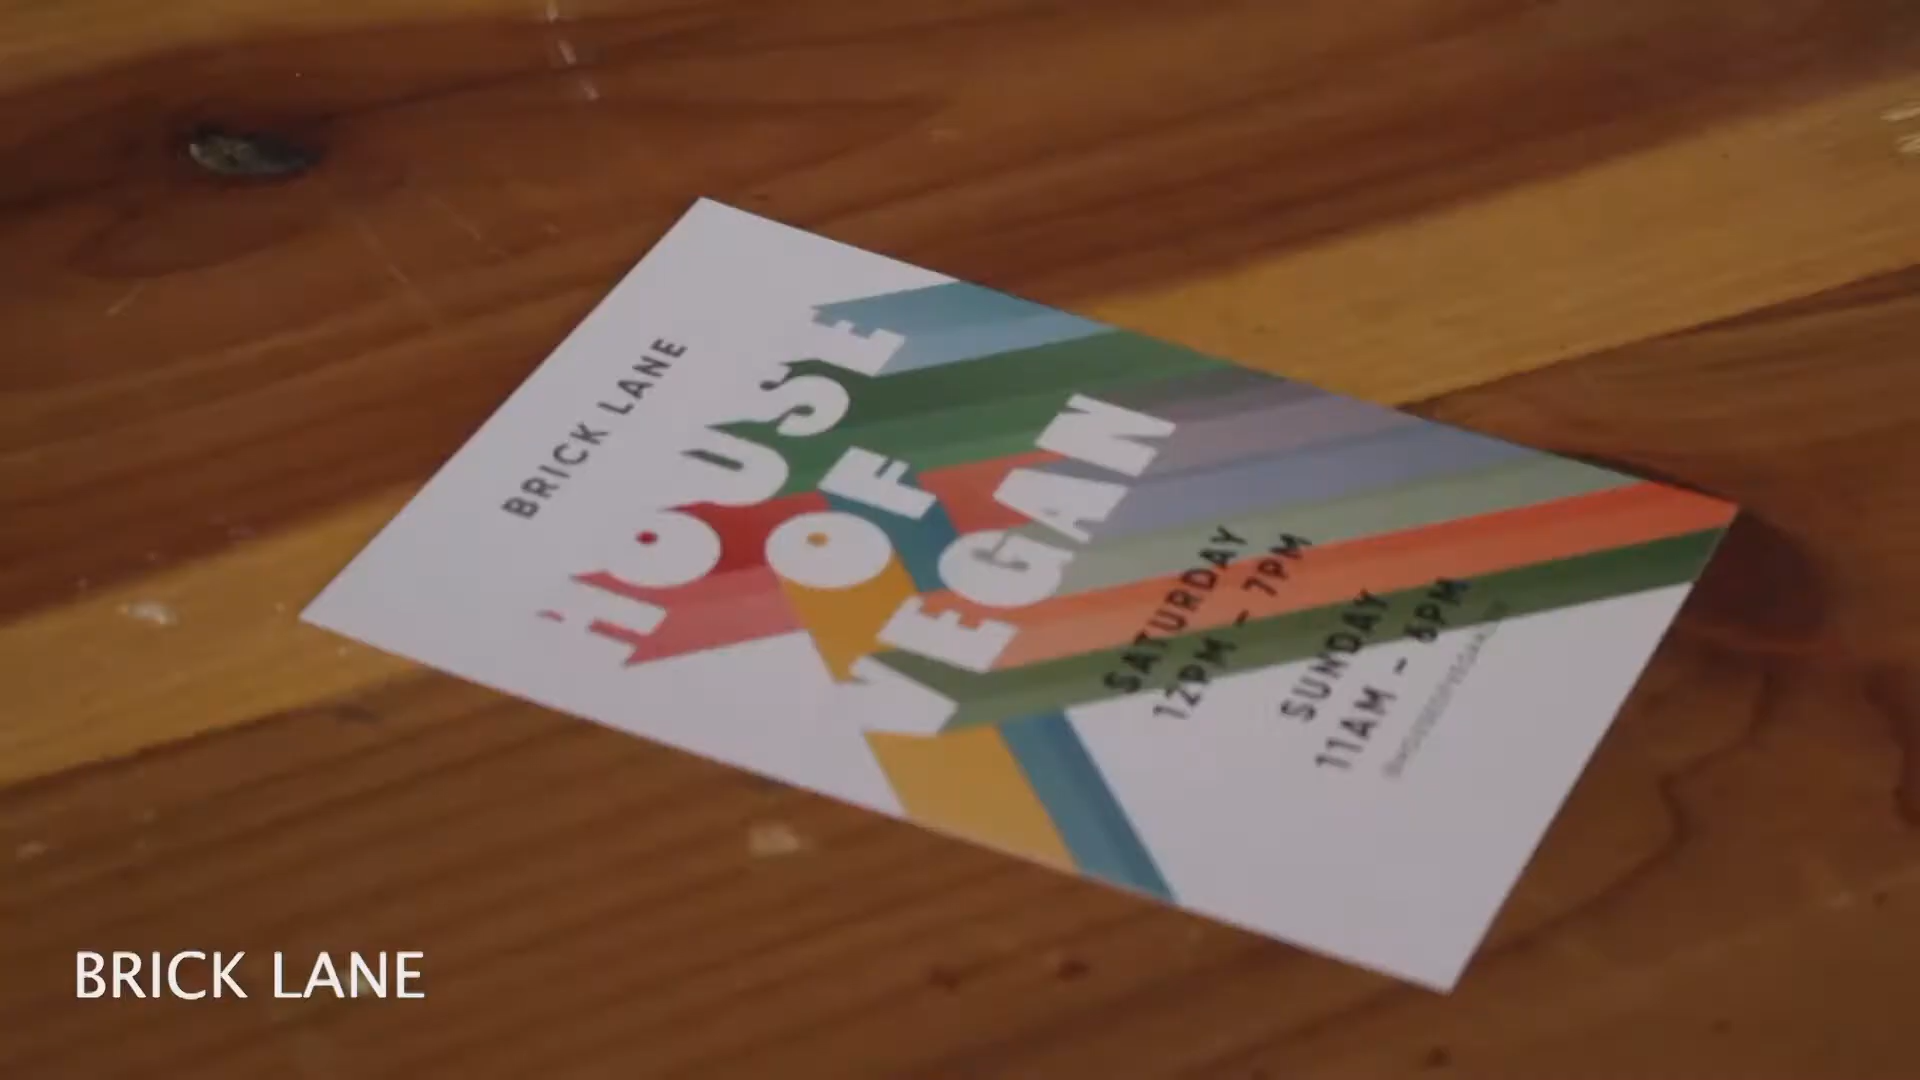 BRICK LANE
HOUSE
OF
VEGAN
SATURDAY
12PM – 7PM
SUNDAY
11AM – 6PM
BRICK LANE